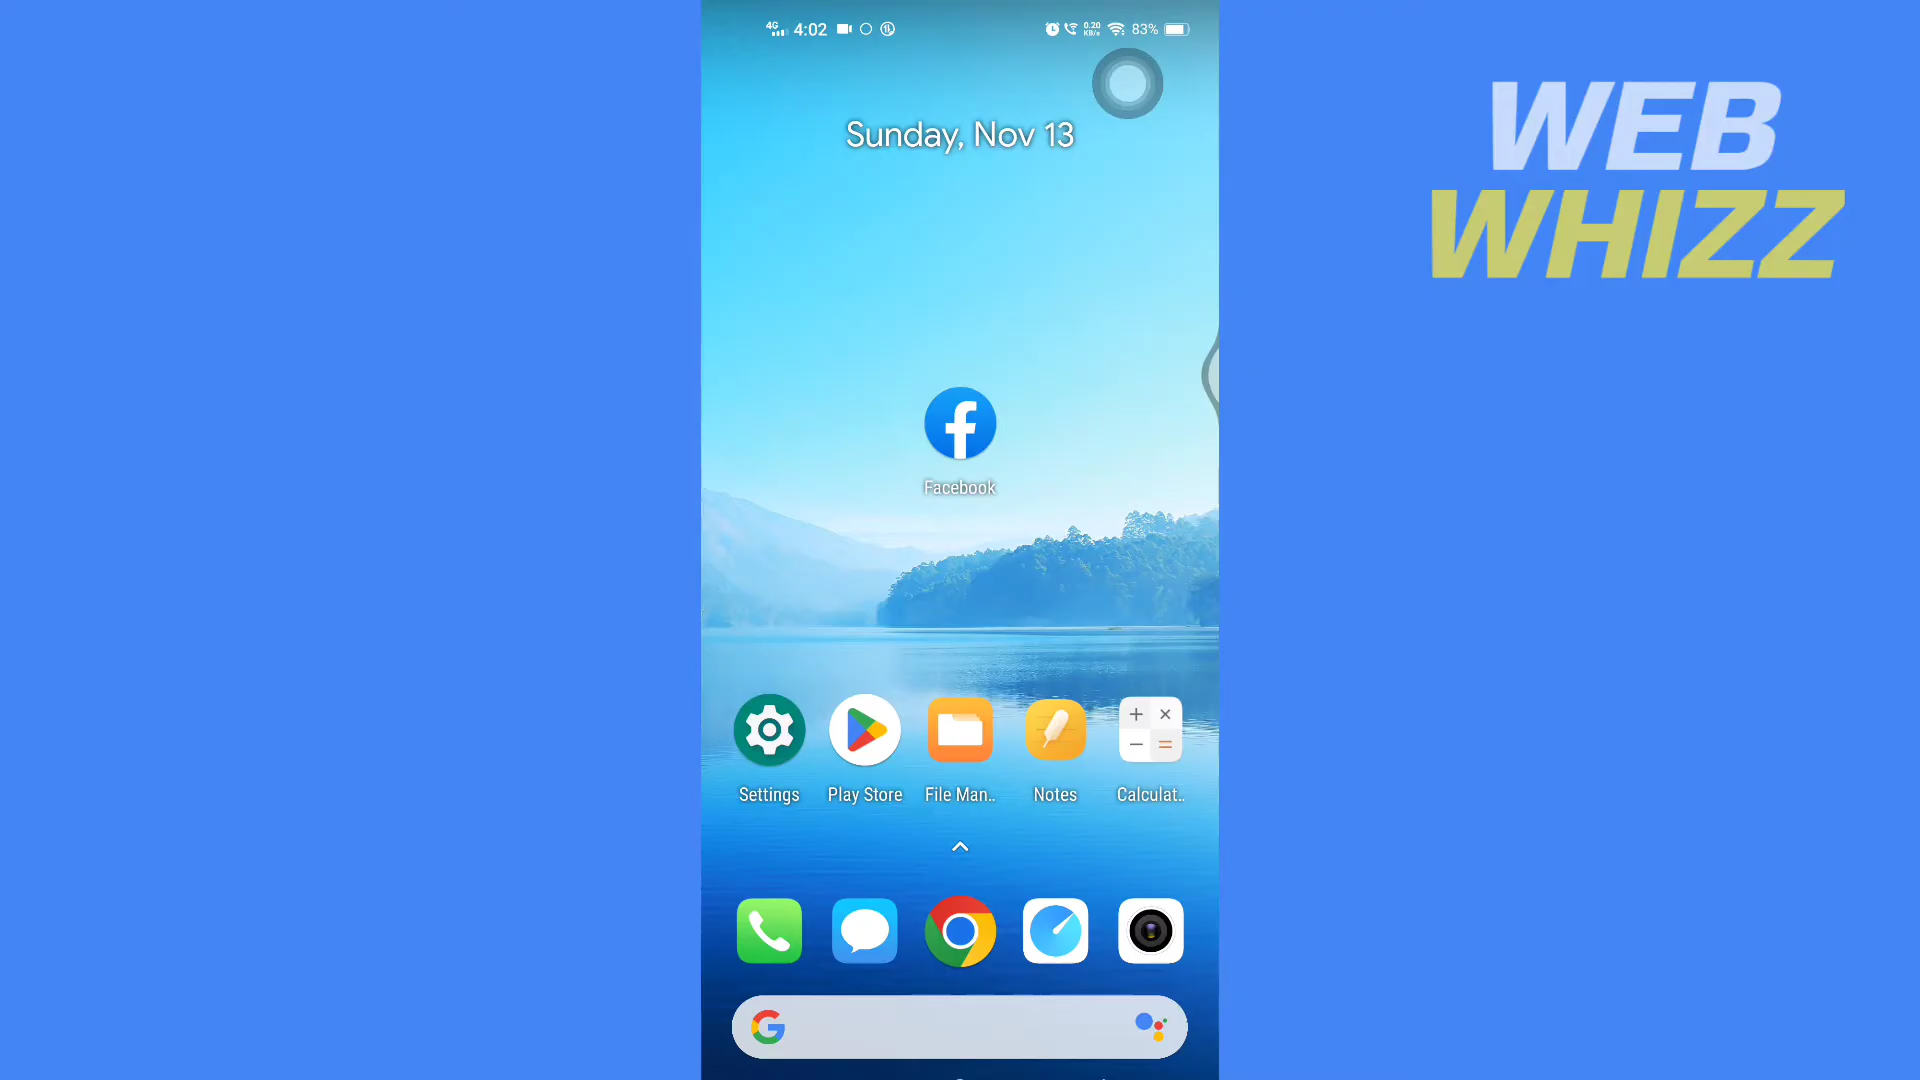 4G 4:02 0.20 KB/s 83%
WEB
WHIZZ
Sunday, Nov 13
Facebook
Settings Play Store File Man.. Notes Calculat..